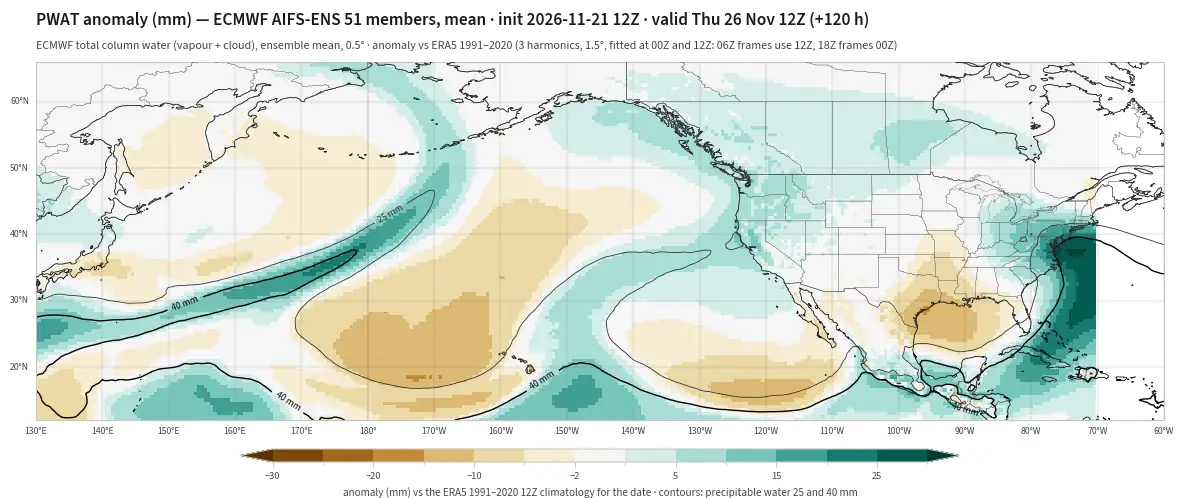 PWAT anomaly (mm) — ECMWF AIFS-ENS 51 members, mean · init 2026-11-21 12Z · valid Thu 26 Nov 12Z (+120 h)
ECMWF total column water (vapour + cloud), ensemble mean, 0.5° · anomaly vs ERA5 1991–2020 (3 harmonics, 1.5°, fitted at 00Z and 12Z: 06Z frames use 12Z, 18Z frames 00Z)
60°N
50°N
40°N
30°N
20°N
25 mm
40 mm
40 mm
40 mm
40 mm
130°E 140°E 150°E 160°E 170°E 180° 170°W 160°W 150°W 140°W 130°W 120°W 110°W 100°W 90°W 80°W 70°W 60°W
−30 −20 −10 −2 5 15 25
anomaly (mm) vs the ERA5 1991–2020 12Z climatology for the date · contours: precipitable water 25 and 40 mm